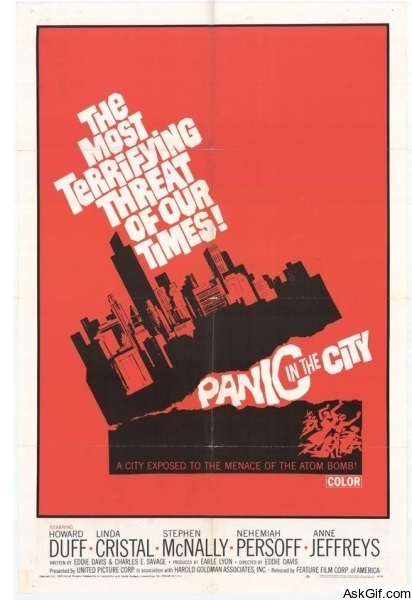 THe
MOST
TeRRiFYiNG
THReAT
OF OUR
TiMeS!
PANIC IN THE CITY
A CITY EXPOSED TO THE MENACE OF THE ATOM BOMB!
COLOR
STARRING
HOWARD DUFF • LINDA CRISTAL • STEPHEN McNALLY • NEHEMIAH PERSOFF • ANNE JEFFREYS
WRITTEN BY EDDIE DAVIS & CHARLES E. SAVAGE • PRODUCED BY EARLE LYON • DIRECTED BY EDDIE DAVIS
Presented by UNITED PICTURE CORP. in association with HAROLD GOLDMAN ASSOCIATES, INC. • Released by FEATURE FILM CORP. of AMERICA
AskGif.com